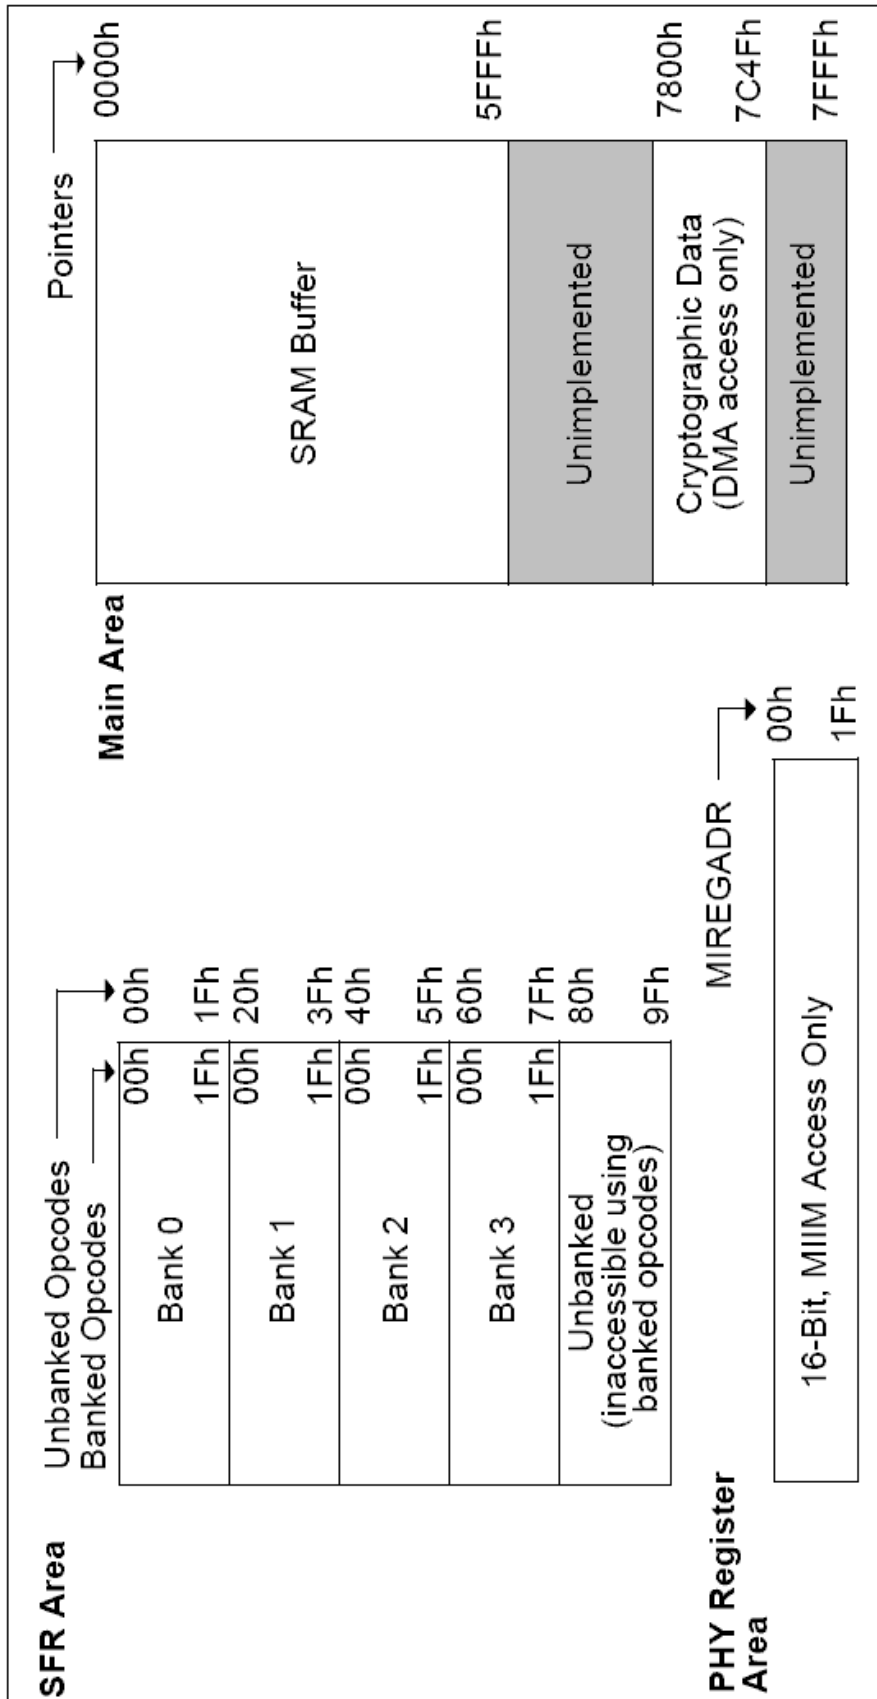 SFR Area
Unbanked Opcodes
Banked Opcodes
Bank 0
00h
00h
1Fh
1Fh
Bank 1
00h
20h
1Fh
3Fh
Bank 2
00h
40h
1Fh
5Fh
Bank 3
00h
60h
1Fh
7Fh
Unbanked
(inaccessible using
banked opcodes)
80h
9Fh
Main Area
Pointers
SRAM Buffer
0000h
5FFFh
Unimplemented
Cryptographic Data
(DMA access only)
7800h
7C4Fh
Unimplemented
7FFFh
PHY Register
Area
MIREGADR
16-Bit, MIIM Access Only
00h
1Fh